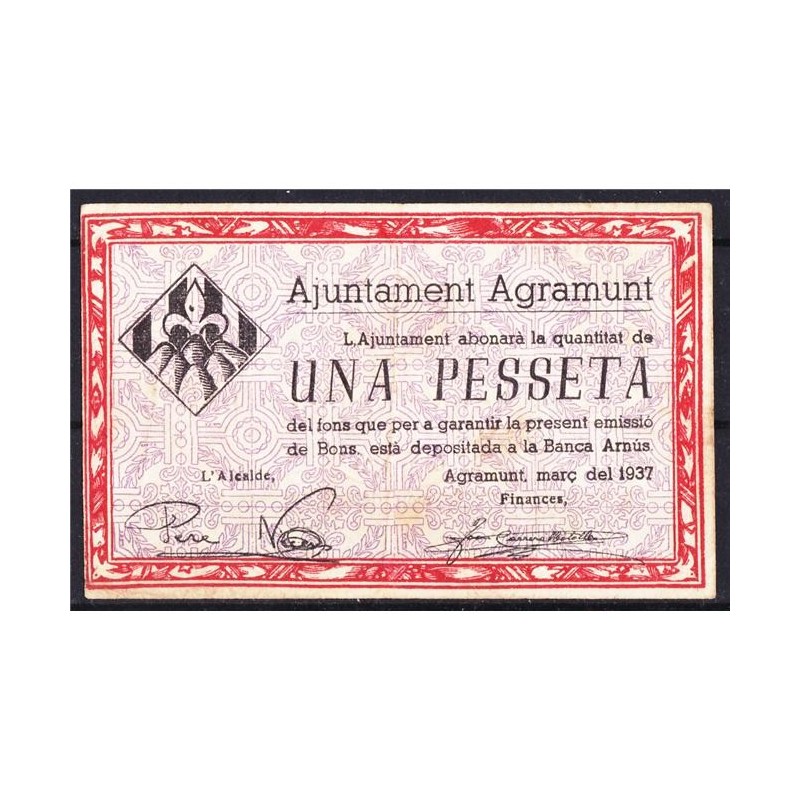 Ajuntament Agramunt
L'Ajuntament abonarà la quantitat de
UNA PESSETA
del fons que per a garantir la present emissió
de Bons, està depositada a la Banca Arnús.
L'Alcalde,
Agramunt, març del 1937
Finances,
Pere